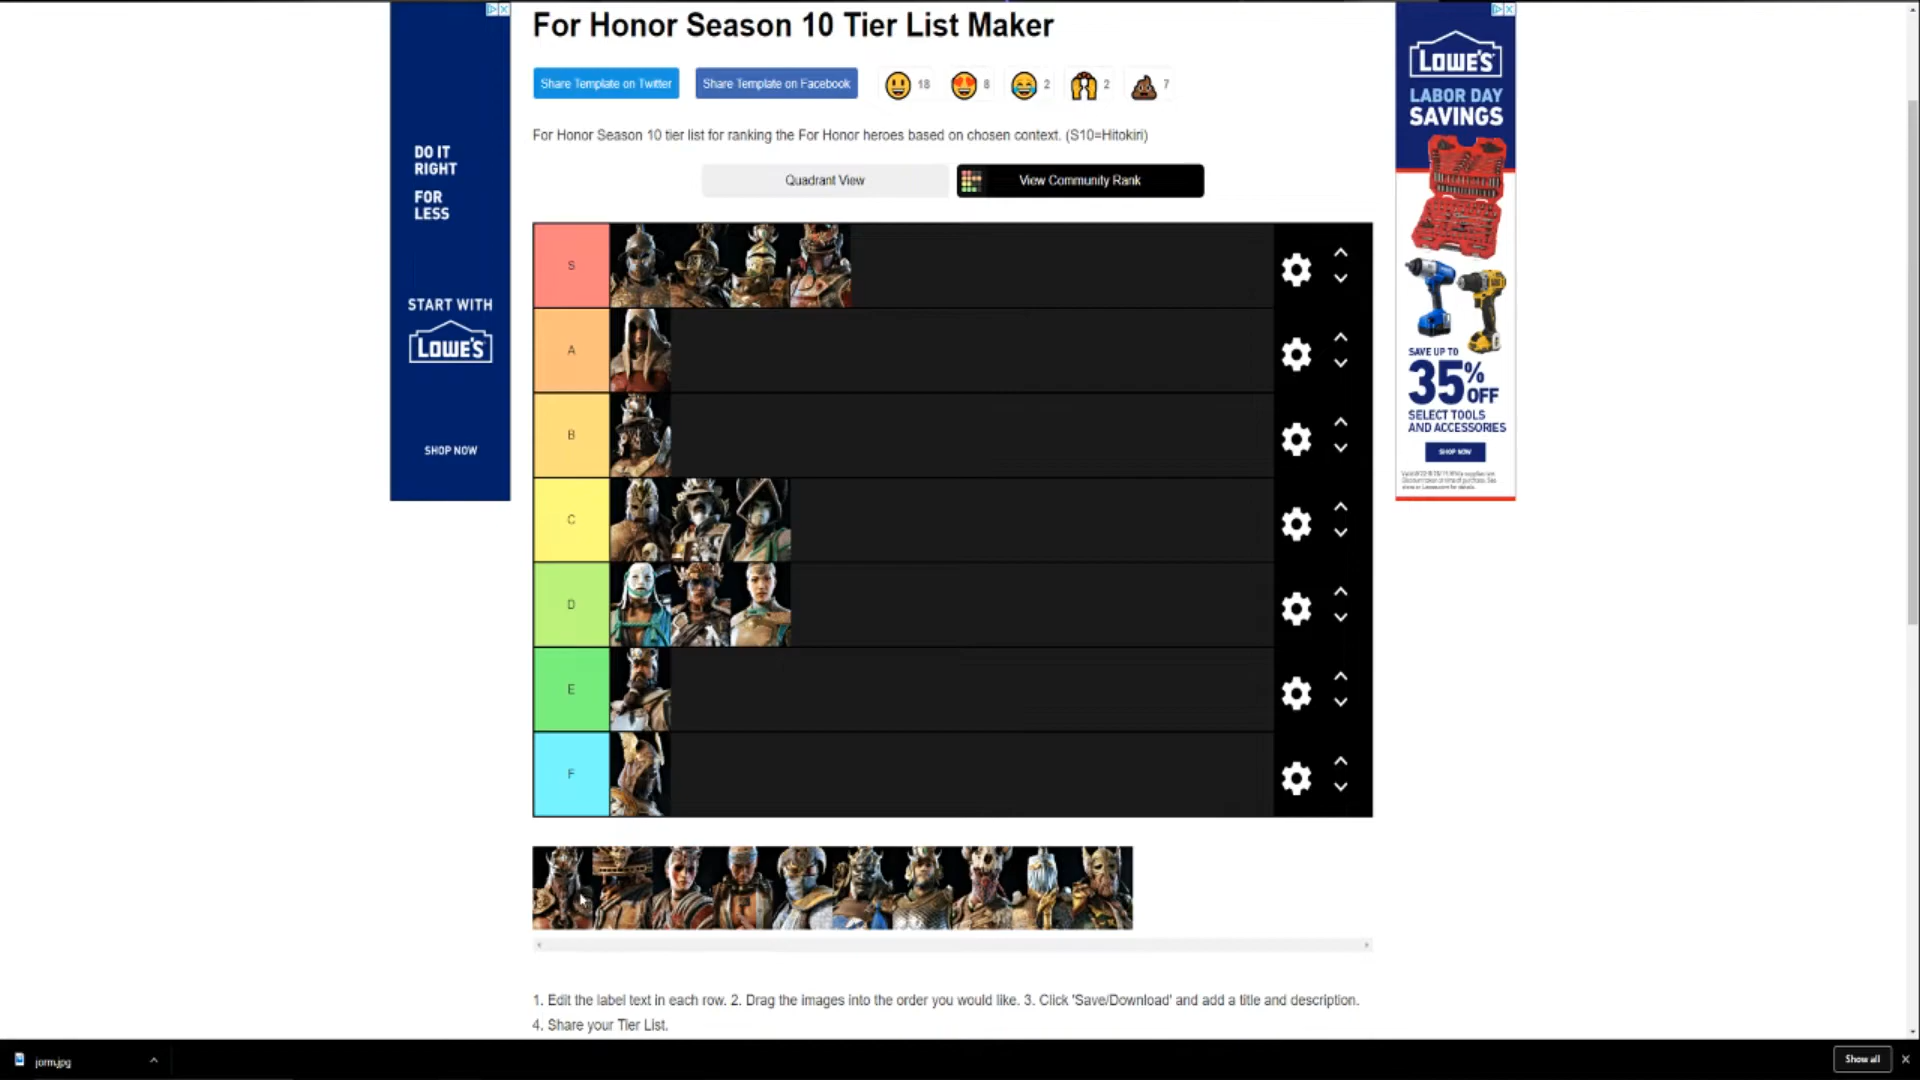 For Honor Season 10 Tier List Maker
Share Template on Twitter
Share Template on Facebook
18
8
2
2
7
For Honor Season 10 tier list for ranking the For Honor heroes based on chosen context. (S10=Hitokiri)
Quadrant View
View Community Rank
S
A
B
C
D
E
F
1. Edit the label text in each row. 2. Drag the images into the order you would like. 3. Click 'Save/Download' and add a title and description.
4. Share your Tier List.
DO IT
RIGHT
FOR
LESS
START WITH
LOWE'S
SHOP NOW
LOWE'S
LABOR DAY
SAVINGS
SAVE UP TO
35%
OFF
SELECT TOOLS
AND ACCESSORIES
SHOP NOW
jorm.jpg
Show all